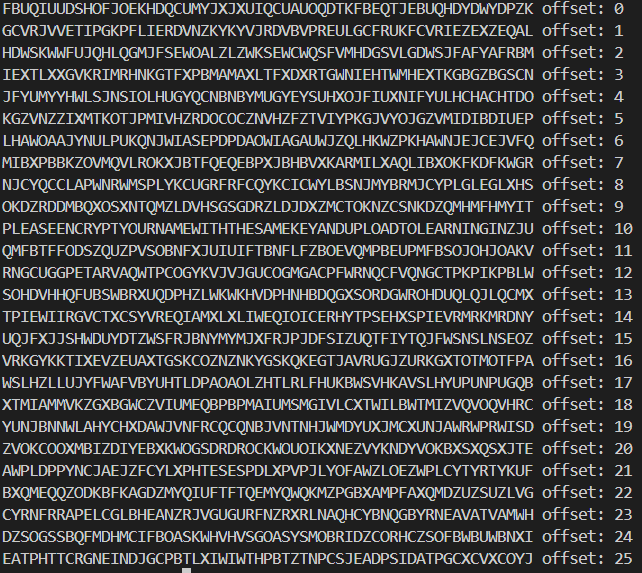 FBUQIUUDSHOFJOEKHDQCUMYJXJXUIQCUAUOQDTKFBEQTJEBUQHDYDWYDPZK offset: 0
GCVRJVVETIPGKPFLIERDVNZKYKYVJRDVBVPREULGCFRUKFCVRIEZEXZEQAL offset: 1
HDWSKWWFUJQHLQGMJFSEWOALZLZWKSEWCWQSFVMHDGSVLGDWSJFAFYAFRBM offset: 2
IEXTLXXGVKRIMRHNKGTFXPBMAMAXLTFXDXRTGWNIEHTWMHEXTKGBGZBGSCN offset: 3
JFYUMYYHWLSJNSIOLHUGYQCNBNBYMUGYEYSUHXOJFIUXNIFYULHCHACHTDO offset: 4
KGZVNZZIXMTKOTJPMIVHZRDOCOCZNVHZFZTVIYPKGJVYOJGZVMIDIBDIUEP offset: 5
LHAWOAAJYNULPUKQNJWIASEPDPDAOWIAGAUWJZQLHKWZPKHAWNJEJCEJVFQ offset: 6
MIBXPBBKZOVMQVLROKXJBTFQEQEBPXJBHBVXKARMILXAQLIBXOKFKDFKWGR offset: 7
NJCYQCCLAPWNRWMSPLYKCUGRFRFCQYKCICWYLBSNJMYBRMJCYPLGLEGLXHS offset: 8
OKDZRDDMBQXOSXNTQMZLDVHSGSGDRZLDJDXZMCTOKNZCSNKDZQMHMFHMYIT offset: 9
PLEASEENCRYPTYOURNAMEWITHTHESAMEKEYANDUPLOADTOLEARNINGINZJU offset: 10
QMFBTFFODSZQUZPVSOBNFXJUIUIFTBNFLFZBOEVQMPBEUPMFBSOJOHJOAKV offset: 11
RNGCUGGPETARVAQWTPCOGYKVJVJGUCOGMGACPFWRNQCFVQNGCTPKPIKPBLW offset: 12
SOHDVHHQFUBSWBRXUQDPHZLWKWKHVDPHNHBDQGXSORDGWROHDUQLQJLQCMX offset: 13
TPIEWIIRGVCTXCSYVREQIAMXLXLIWEQIOICERHYTPSEHXSPIEVRMRKMRDNY offset: 14
UQJFXJJSHWDUYDTZWSFRJBNYMYMJXFRJPJDFSIZUQTFIYTQJFWSNSLNSEOZ offset: 15
VRKGYKKTIXEVZEUAXTGSKCOZNZNKYGSKQKEGTJAVRUGJZURKGXTOTMOTFPA offset: 16
WSLHZLLUJYFWAFVBYUHTLDPAOAOLZHTLRLFHUKBWSVHKAVSLHYUPUNPUGQB offset: 17
XTMIAMMVKZGXBGWCZVIUMEQBPBPMAIUMSMGIVLCXTWILBWTMIZVQVOQVHRC offset: 18
YUNJBNNWLAHYCHXDAWJVNFRCQCQNBJVNTNHJWMDYUXJMCXUNJAWRWPRWISD offset: 19
ZVOKCOOXMBIZDIYEBXKWOGSDRDROCKWOUOIKXNEZVYKNDYVOKBXSXQSXJTE offset: 20
AWPLDPPYNCJAEJZFCYLXPHTESESPDLXPVPJLYOFAWZLOEZWPLCYTYRTYKUF offset: 21
BXQMEQQZODKBFKAGDZMYQIUFTFTQEMYQWQKMZPGBXAMPFAXQMDZUZSUZLVG offset: 22
CYRNFRRAPELCGLBHEANZRJVGUGURFNZRXRLNAQHCYBNQGBYRNEAVATVAMWH offset: 23
DZSOGSSBQFMDHMCIFBOASKWHVHVSGOASYSMOBRIDZCORHCZSOFBWBUWBNXI offset: 24
EATPHTTCRGNEINDJGCPBTLXIWIWTHPBTZTNPCSJEADPSIDATPGCXCVXCOYJ offset: 25